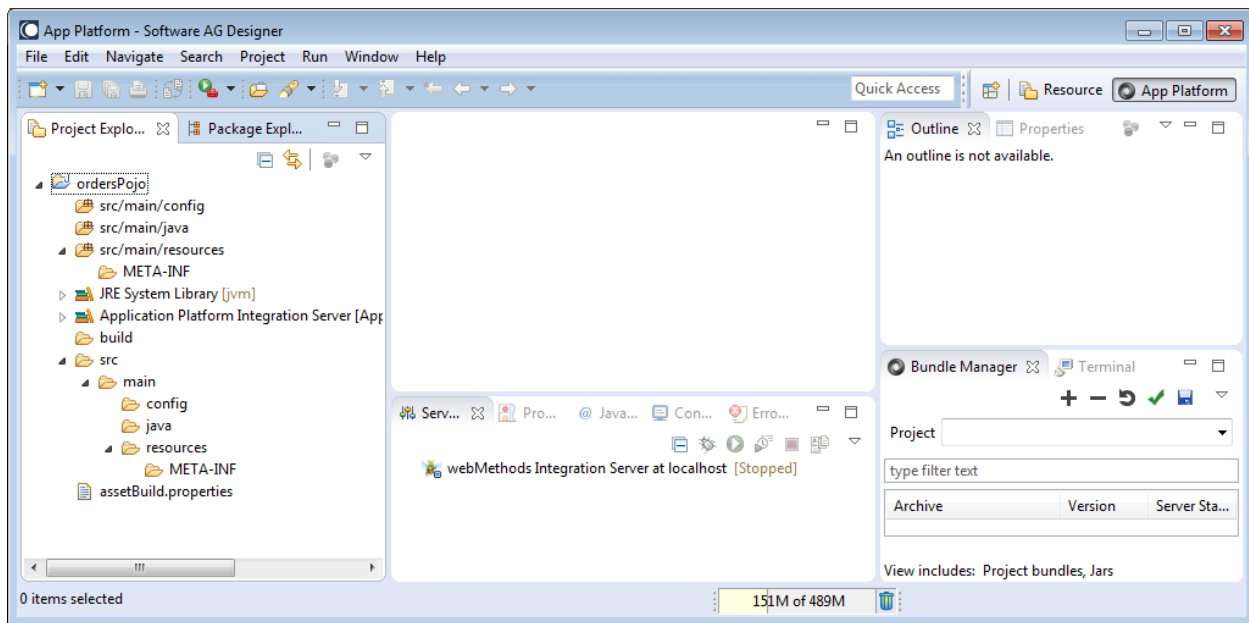 App Platform - Software AG Designer
File Edit Navigate Search Project Run Window Help
Quick Access Resource App Platform
Project Explo... Package Expl...
ordersPojo
src/main/config
src/main/java
src/main/resources
META-INF
JRE System Library [jvm]
Application Platform Integration Server [App
build
src
main
config
java
resources
META-INF
assetBuild.properties
Serv... Pro... @ Java... Con... Erro...
webMethods Integration Server at localhost [Stopped]
Outline Properties
An outline is not available.
Bundle Manager Terminal
Project
type filter text
Archive Version Server Sta...
View includes: Project bundles, Jars
0 items selected
151M of 489M